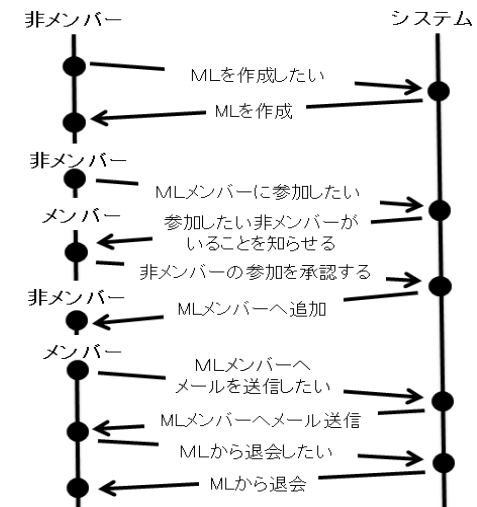 非メンバー
システム
MLを作成したい
MLを作成
非メンバー
MLメンバーに参加したい
メンバー
参加したい非メンバーが
いることを知らせる
非メンバーの参加を承認する
非メンバー
MLメンバーへ追加
メンバー
MLメンバーへ
メールを送信したい
MLメンバーへメール送信
MLから退会したい
MLから退会